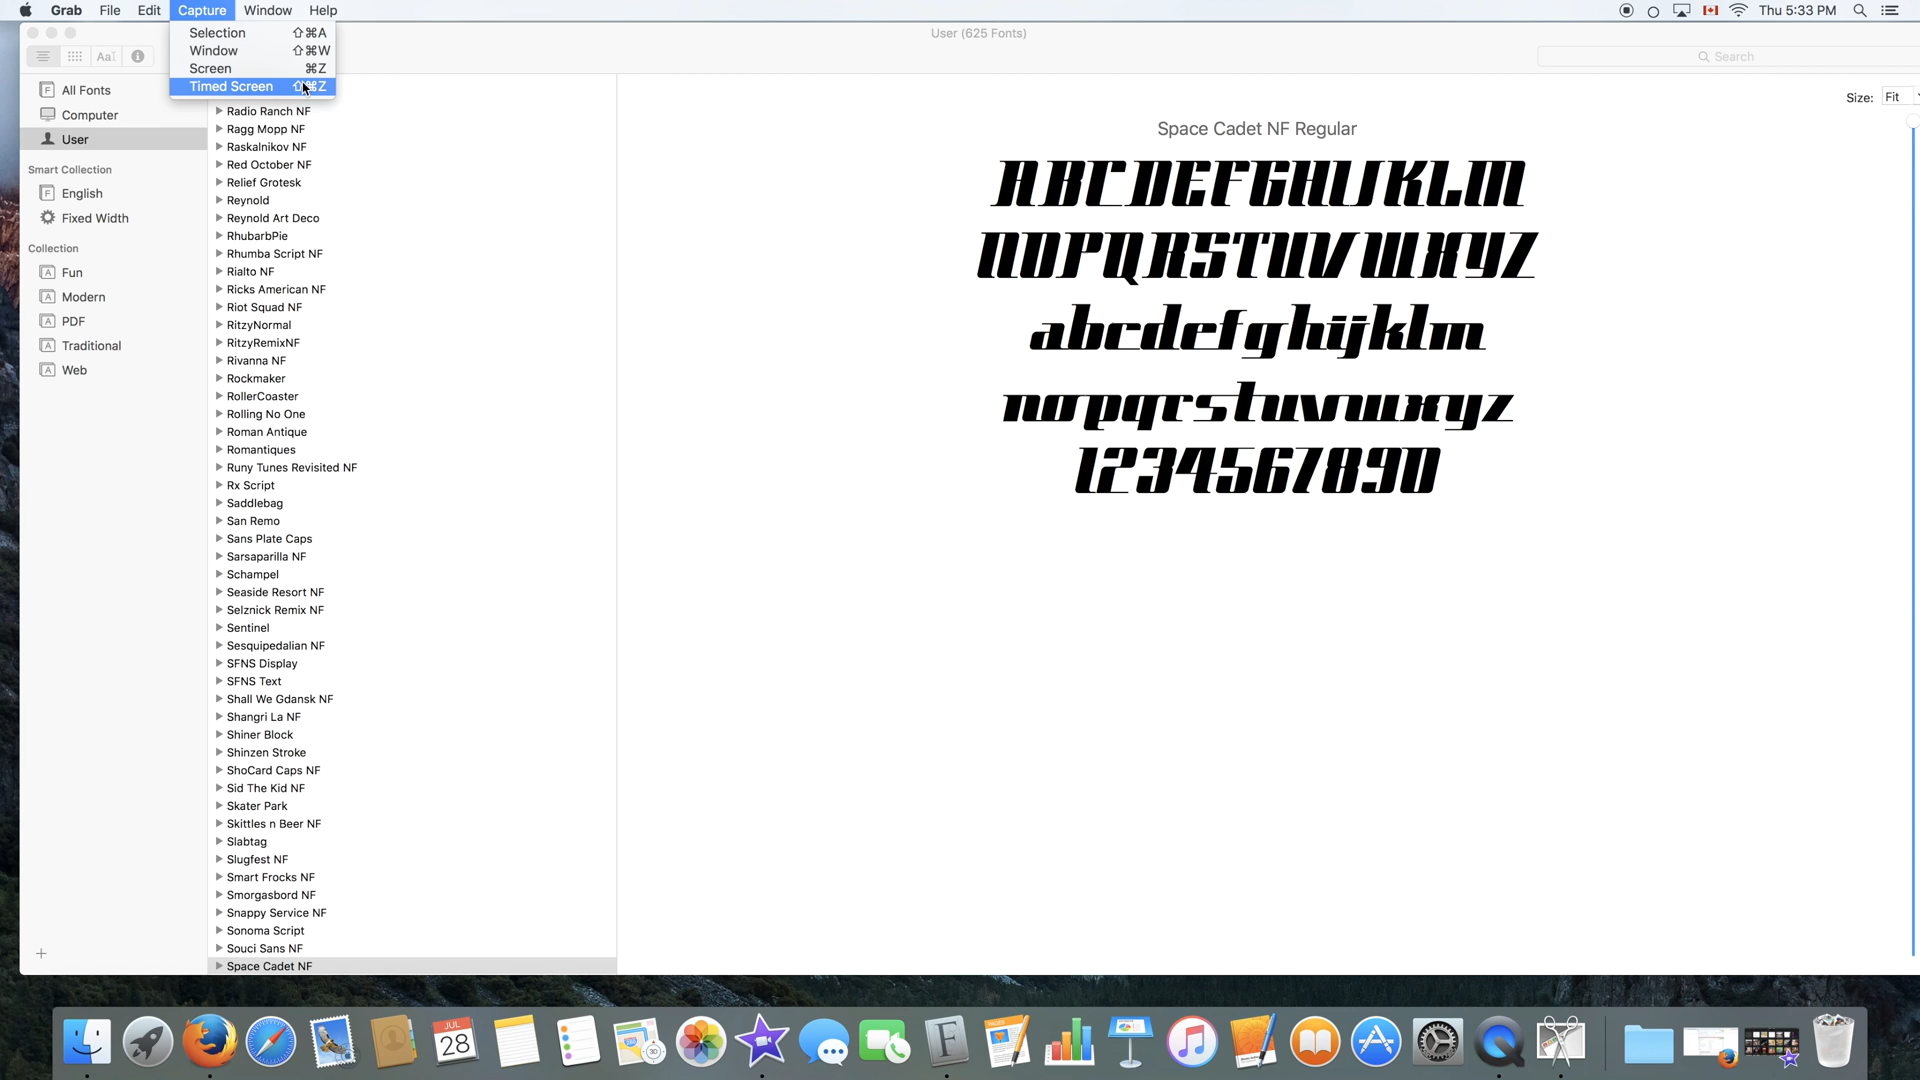 Grab File Edit Capture Window Help
Thu 5:33 PM
Selection ⇧⌘A
Window ⇧⌘W
Screen ⌘Z
Timed Screen ⇧⌘Z
User (625 Fonts)
Search
All Fonts
Computer
User
Smart Collection
English
Fixed Width
Collection
Fun
Modern
PDF
Traditional
Web
Radio Ranch NF
Ragg Mopp NF
Raskalnikov NF
Red October NF
Relief Grotesk
Reynold
Reynold Art Deco
RhubarbPie
Rhumba Script NF
Rialto NF
Ricks American NF
Riot Squad NF
RitzyNormal
RitzyRemixNF
Rivanna NF
Rockmaker
RollerCoaster
Rolling No One
Roman Antique
Romantiques
Runy Tunes Revisited NF
Rx Script
Saddlebag
San Remo
Sans Plate Caps
Sarsaparilla NF
Schampel
Seaside Resort NF
Selznick Remix NF
Sentinel
Sesquipedalian NF
SFNS Display
SFNS Text
Shall We Gdansk NF
Shangri La NF
Shiner Block
Shinzen Stroke
ShoCard Caps NF
Sid The Kid NF
Skater Park
Skittles n Beer NF
Slabtag
Slugfest NF
Smart Frocks NF
Smorgasbord NF
Snappy Service NF
Sonoma Script
Souci Sans NF
Space Cadet NF
Size: Fit
Space Cadet NF Regular
ABCDEFGHIJKLM
NOPQRSTUVWXYZ
abcdefghijklm
nopqrstuvwxyz
1234567890
JUL
28